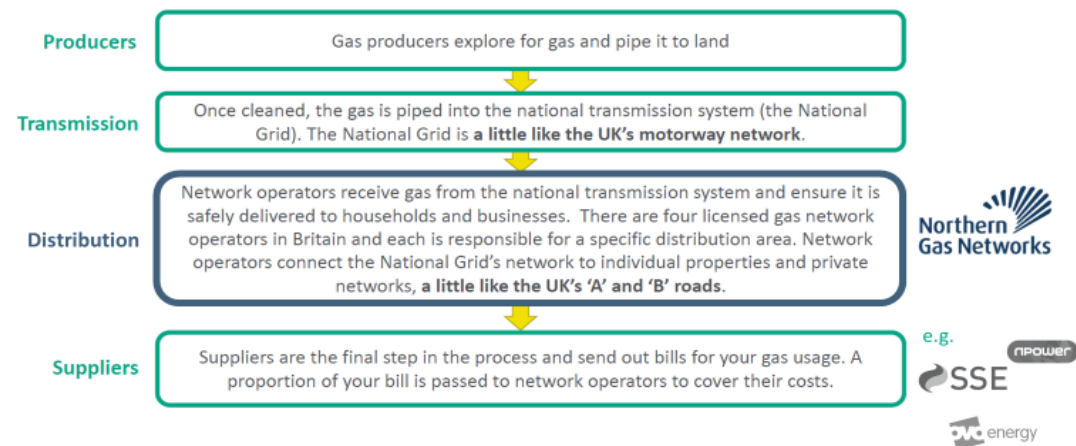 Producers
Gas producers explore for gas and pipe it to land
Transmission
Once cleaned, the gas is piped into the national transmission system (the National
Grid). The National Grid is a little like the UK's motorway network.
Distribution
Network operators receive gas from the national transmission system and ensure it is
safely delivered to households and businesses. There are four licensed gas network
operators in Britain and each is responsible for a specific distribution area. Network
operators connect the National Grid's network to individual properties and private
networks, a little like the UK's 'A' and 'B' roads.
Northern
Gas Networks
Suppliers
Suppliers are the final step in the process and send out bills for your gas usage. A
proportion of your bill is passed to network operators to cover their costs.
e.g.
npower
SSE
ovo energy